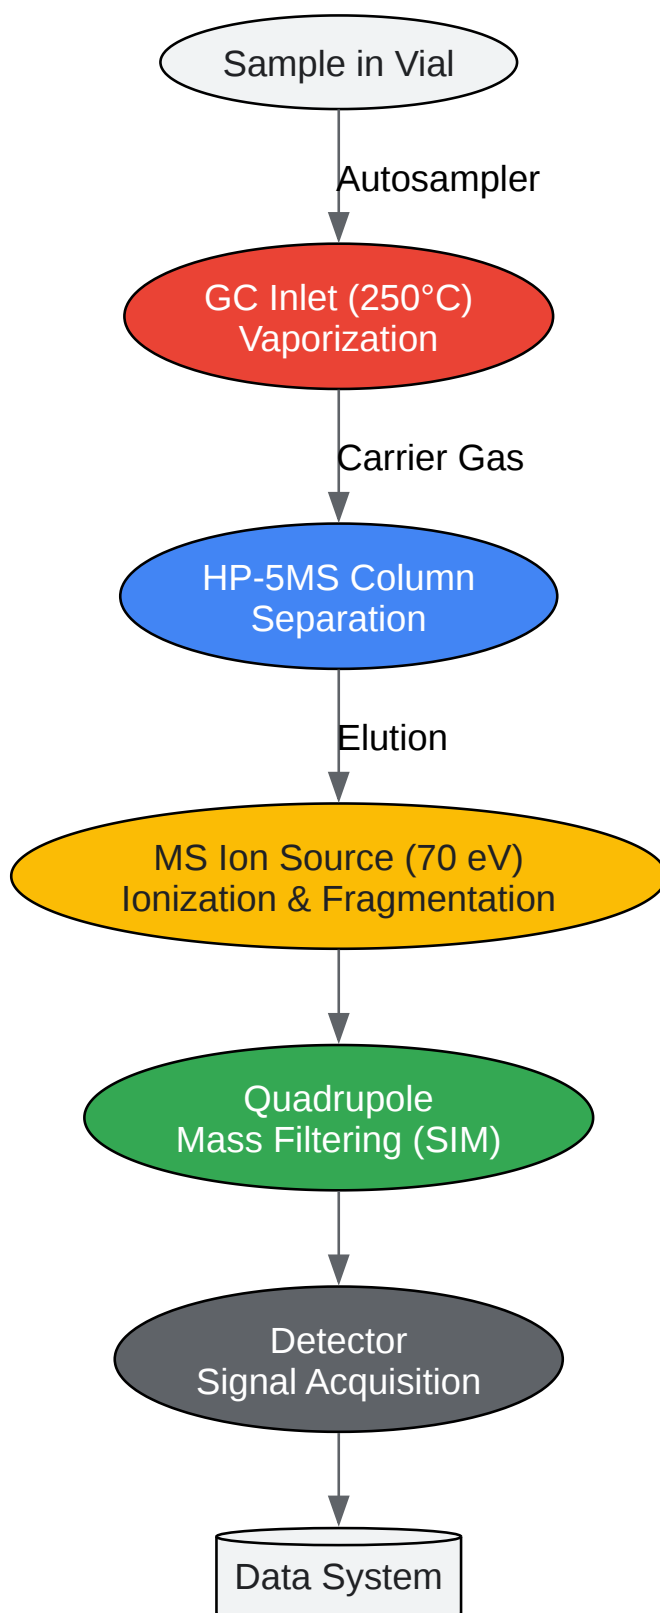 Sample in Vial
Autosampler
GC Inlet (250°C)
Vaporization
Carrier Gas
HP-5MS Column
Separation
Elution
MS Ion Source (70 eV)
Ionization & Fragmentation
Quadrupole
Mass Filtering (SIM)
Detector
Signal Acquisition
Data System